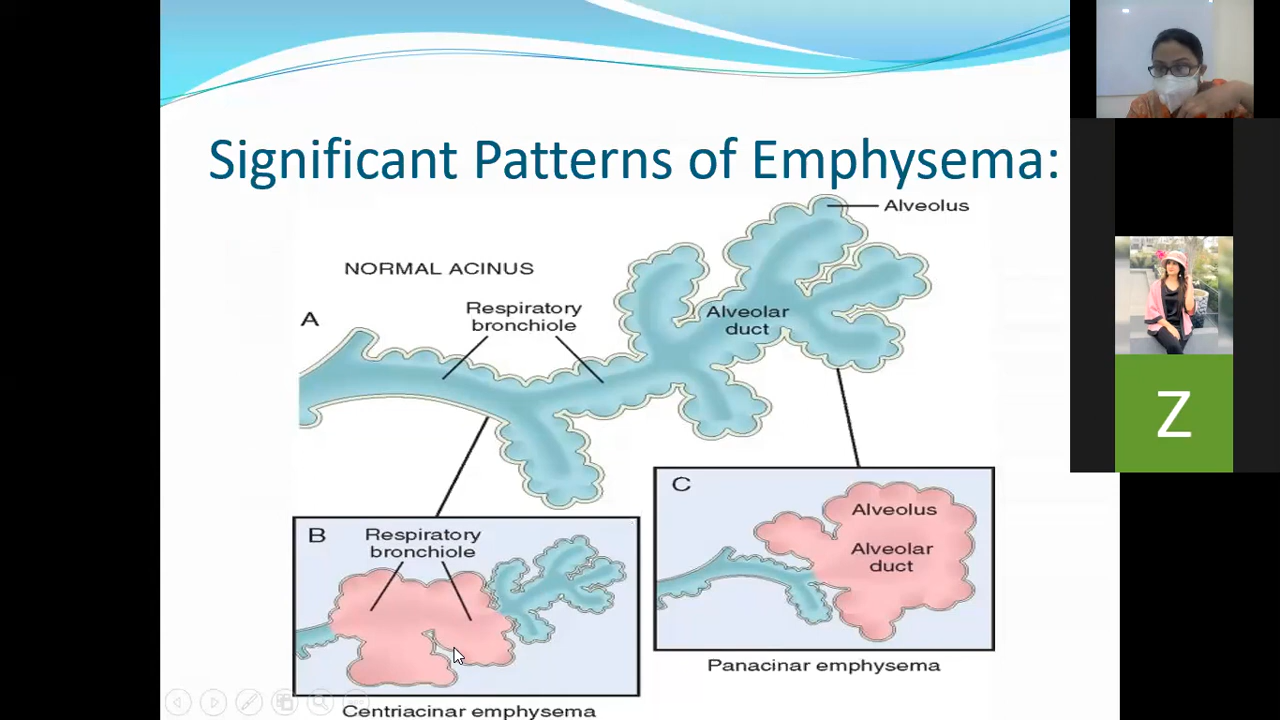 Significant Patterns of Emphysema:
Alveolus
NORMAL ACINUS
Respiratory
bronchiole
A
Alveolar
duct
B
Respiratory
bronchiole
Centriacinar emphysema
C
Alveolus
Alveolar
duct
Panacinar emphysema
Z